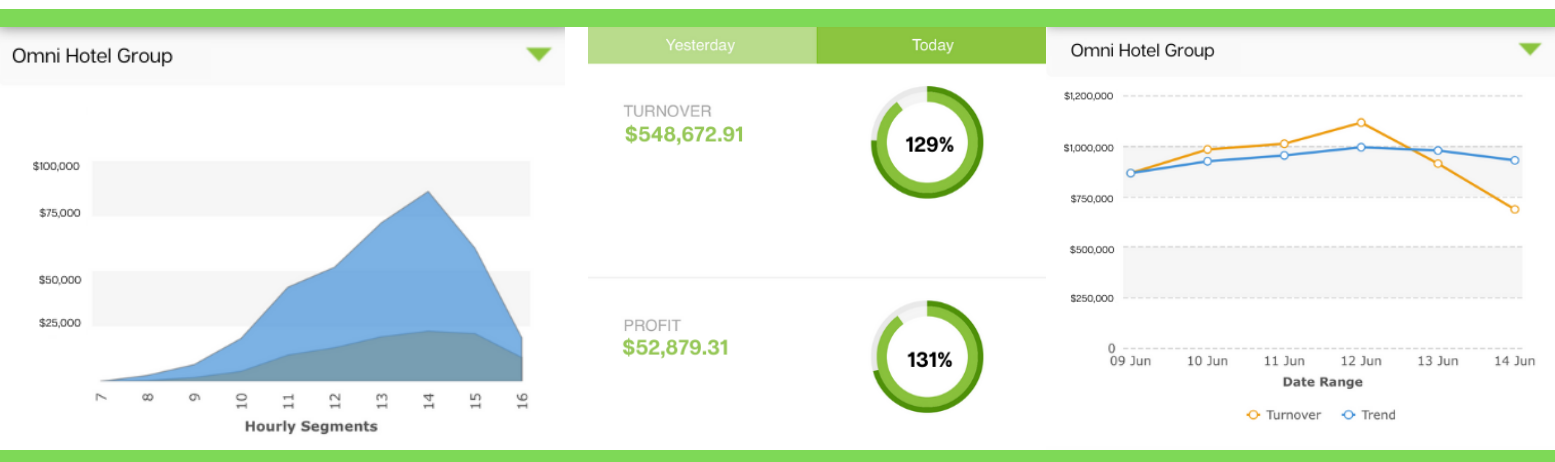 Omni Hotel Group
$100,000
$75,000
$50,000
$25,000
7 8 9 10 11 12 13 14 15 16
Hourly Segments
Yesterday Today
TURNOVER
$548,672.91
129%
PROFIT
$52,879.31
131%
Omni Hotel Group
$1,200,000
$1,000,000
$750,000
$500,000
$250,000
0
09 Jun 10 Jun 11 Jun 12 Jun 13 Jun 14 Jun
Date Range
Turnover Trend